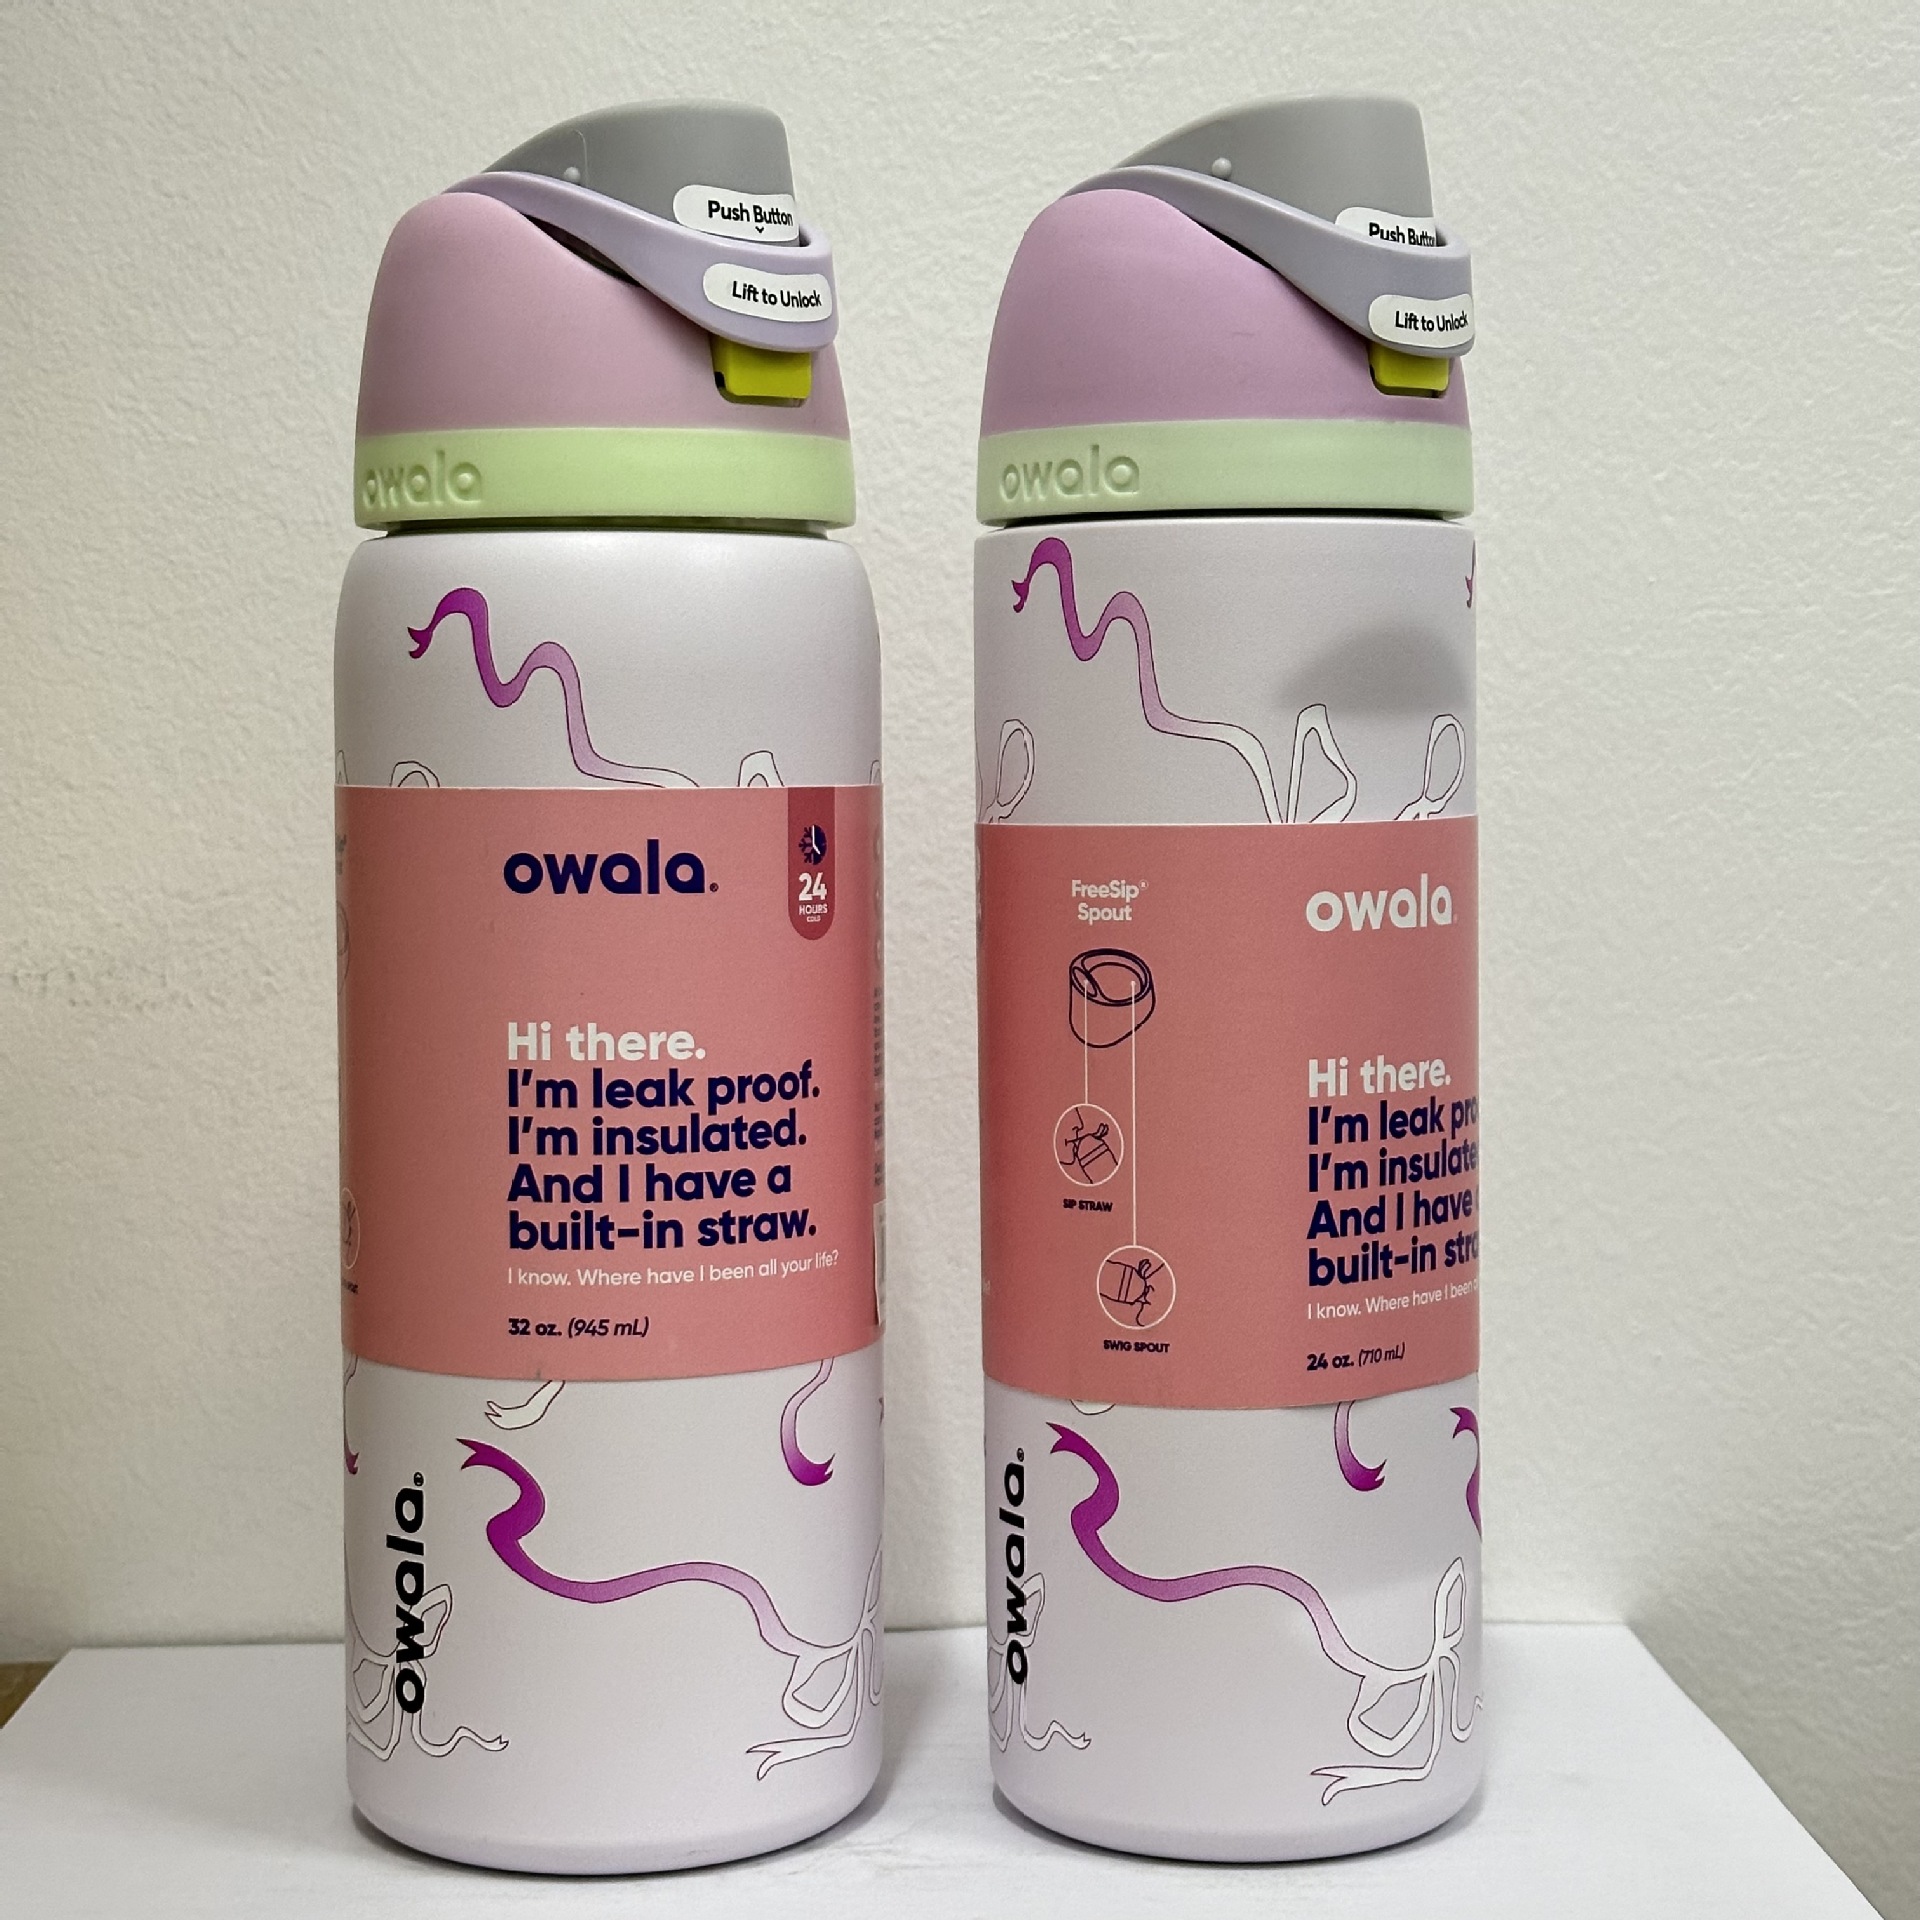 Push Button
Lift to Unlock
owala
owala®
24
HOURS
COLD
Hi there.
I'm leak proof.
I'm insulated.
And I have a
built-in straw.
I know. Where have I been all your life?
32 oz. (945 mL)
owala®
Push Butto
Lift to Unlock
owala
FreeSip®
Spout
SIP STRAW
SWIG SPOUT
owala
Hi there.
I'm leak pro
I'm insulate
And I have
built-in stra
I know. Where have I been
24 oz. (710 mL)
owala®